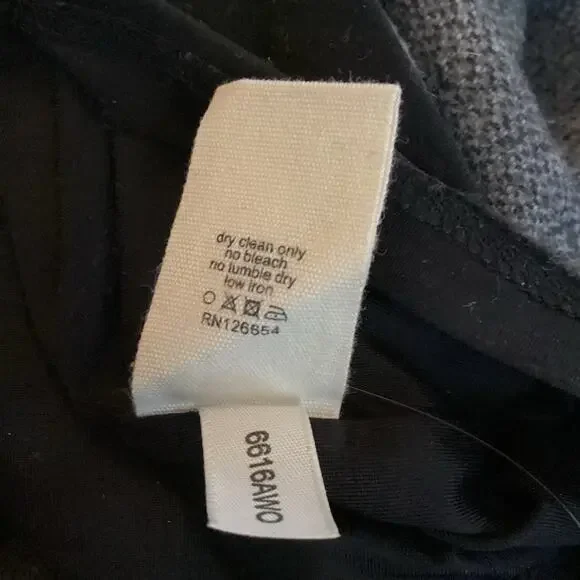 dry clean only
no bleach
no tumble dry
low iron
RN126654
6616AWO